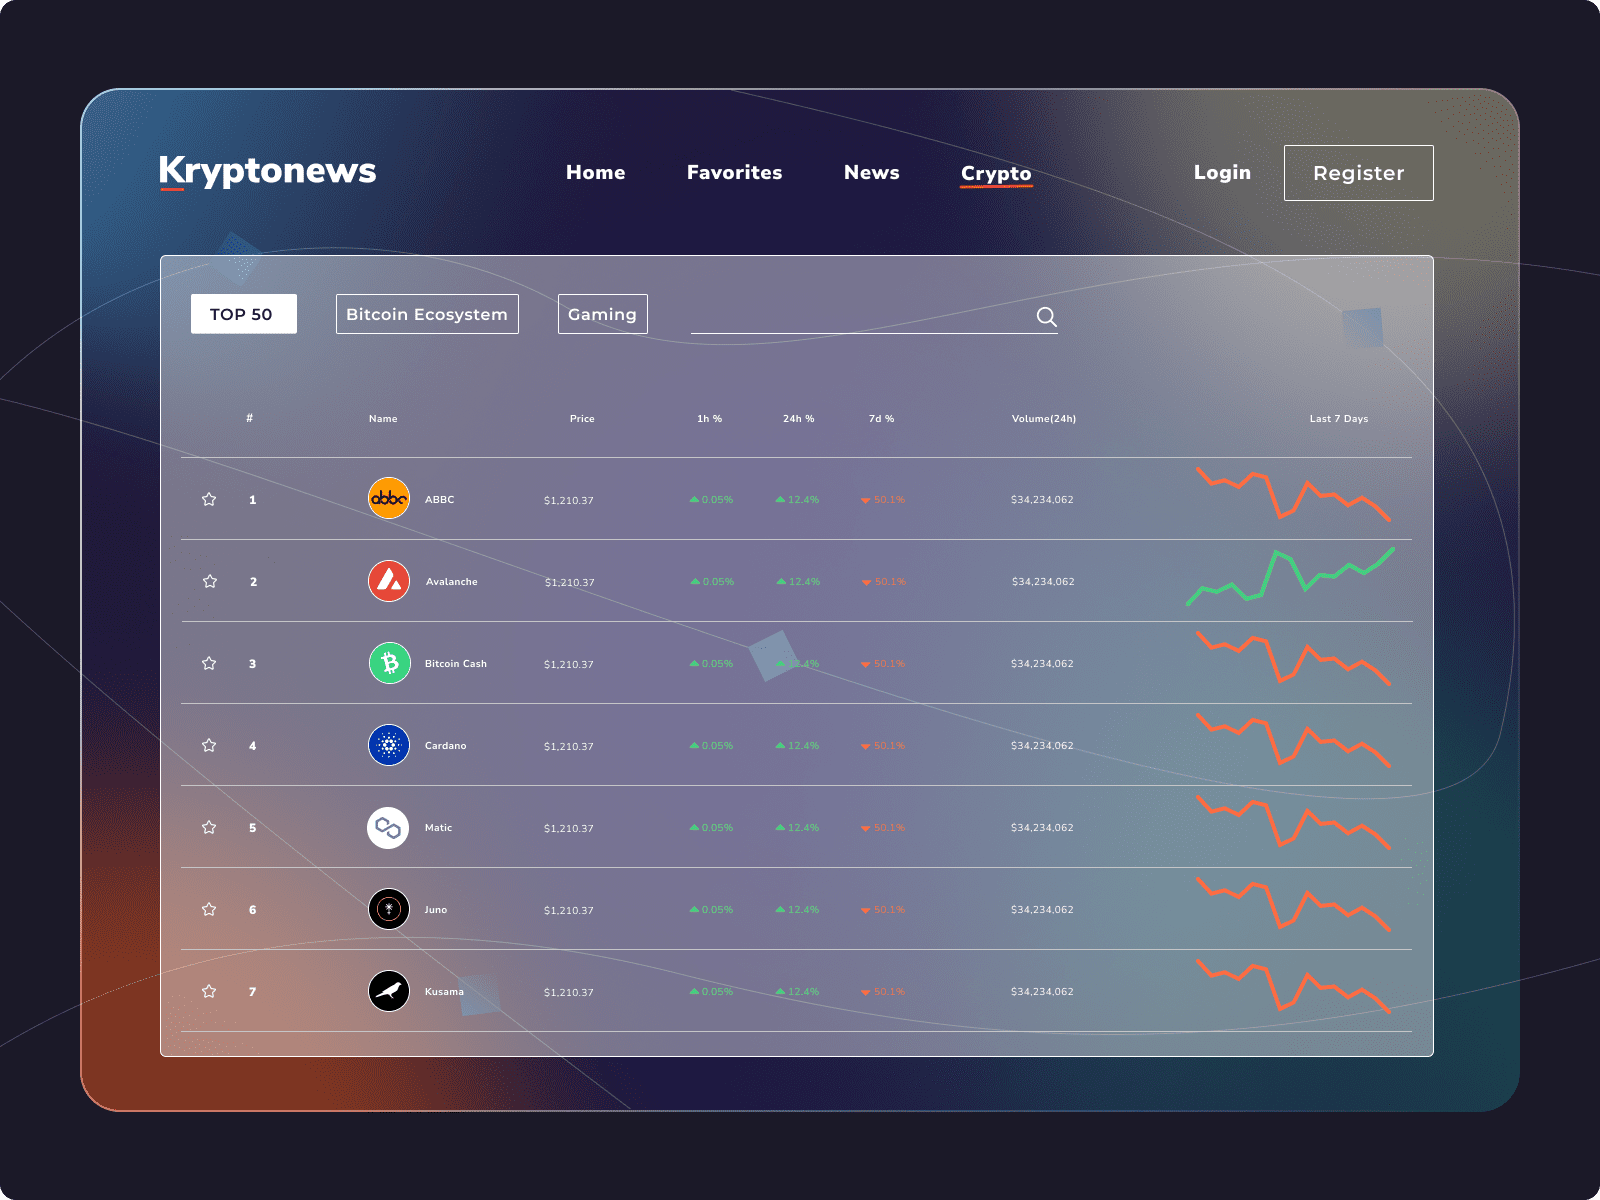 Kryptonews Home Favorites News Crypto Login Register
TOP 50 Bitcoin Ecosystem Gaming
# Name Price 1h % 24h % 7d % Volume(24h) Last 7 Days
1 abbc ABBC $1,210.37 0.05% 12.4% 50.1% $34,234,062
2 Avalanche $1,210.37 0.05% 12.4% 50.1% $34,234,062
3 Bitcoin Cash $1,210.37 0.05% 12.4% 50.1% $34,234,062
4 Cardano $1,210.37 0.05% 12.4% 50.1% $34,234,062
5 Matic $1,210.37 0.05% 12.4% 50.1% $34,234,062
6 Juno $1,210.37 0.05% 12.4% 50.1% $34,234,062
7 Kusama $1,210.37 0.05% 12.4% 50.1% $34,234,062